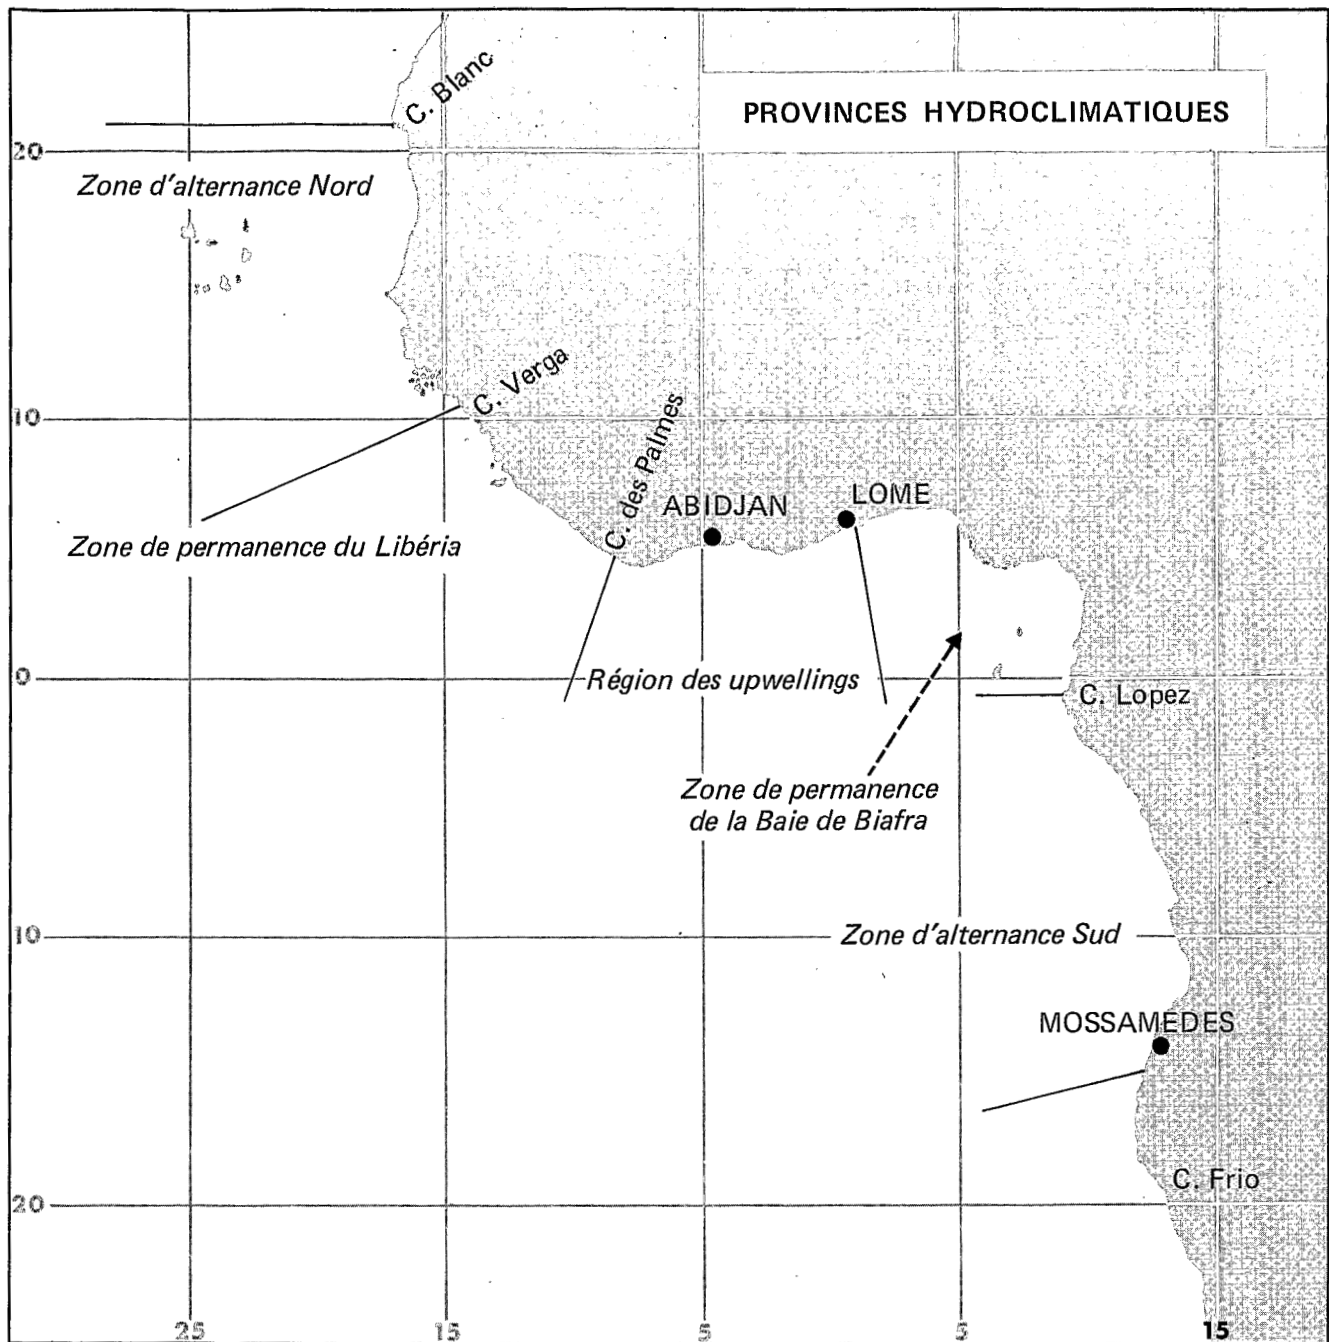 C. Blanc
PROVINCES HYDROCLIMATIQUES
20
Zone d'alternance Nord
C. Verga
10
C. des Palmes
LOME
ABIDJAN
Zone de permanence du Libéria
0
Région des upwellings
C. Lopez
Zone de permanence
de la Baie de Biafra
10
Zone d'alternance Sud
MOSSAMEDES
C. Frio
20
25
15
5
5
15